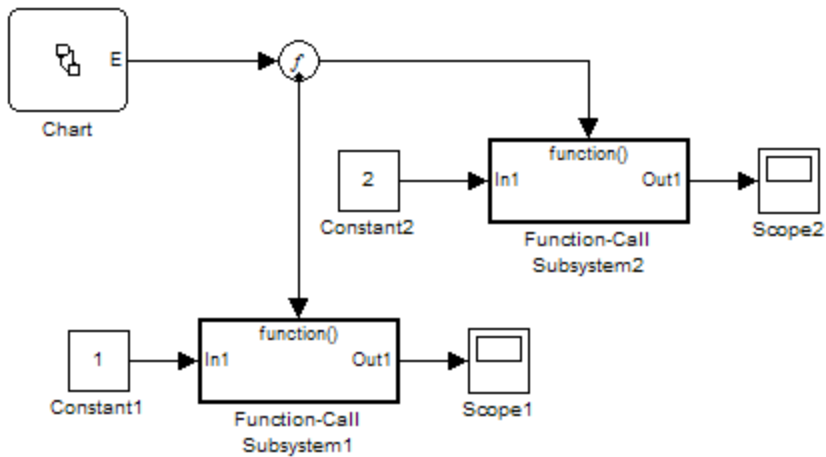 E
f
Chart
function()
2
In1
Out1
Constant2
Scope2
Function-Call
Subsystem2
function()
1
In1
Out1
Constant1
Scope1
Function-Call
Subsystem1